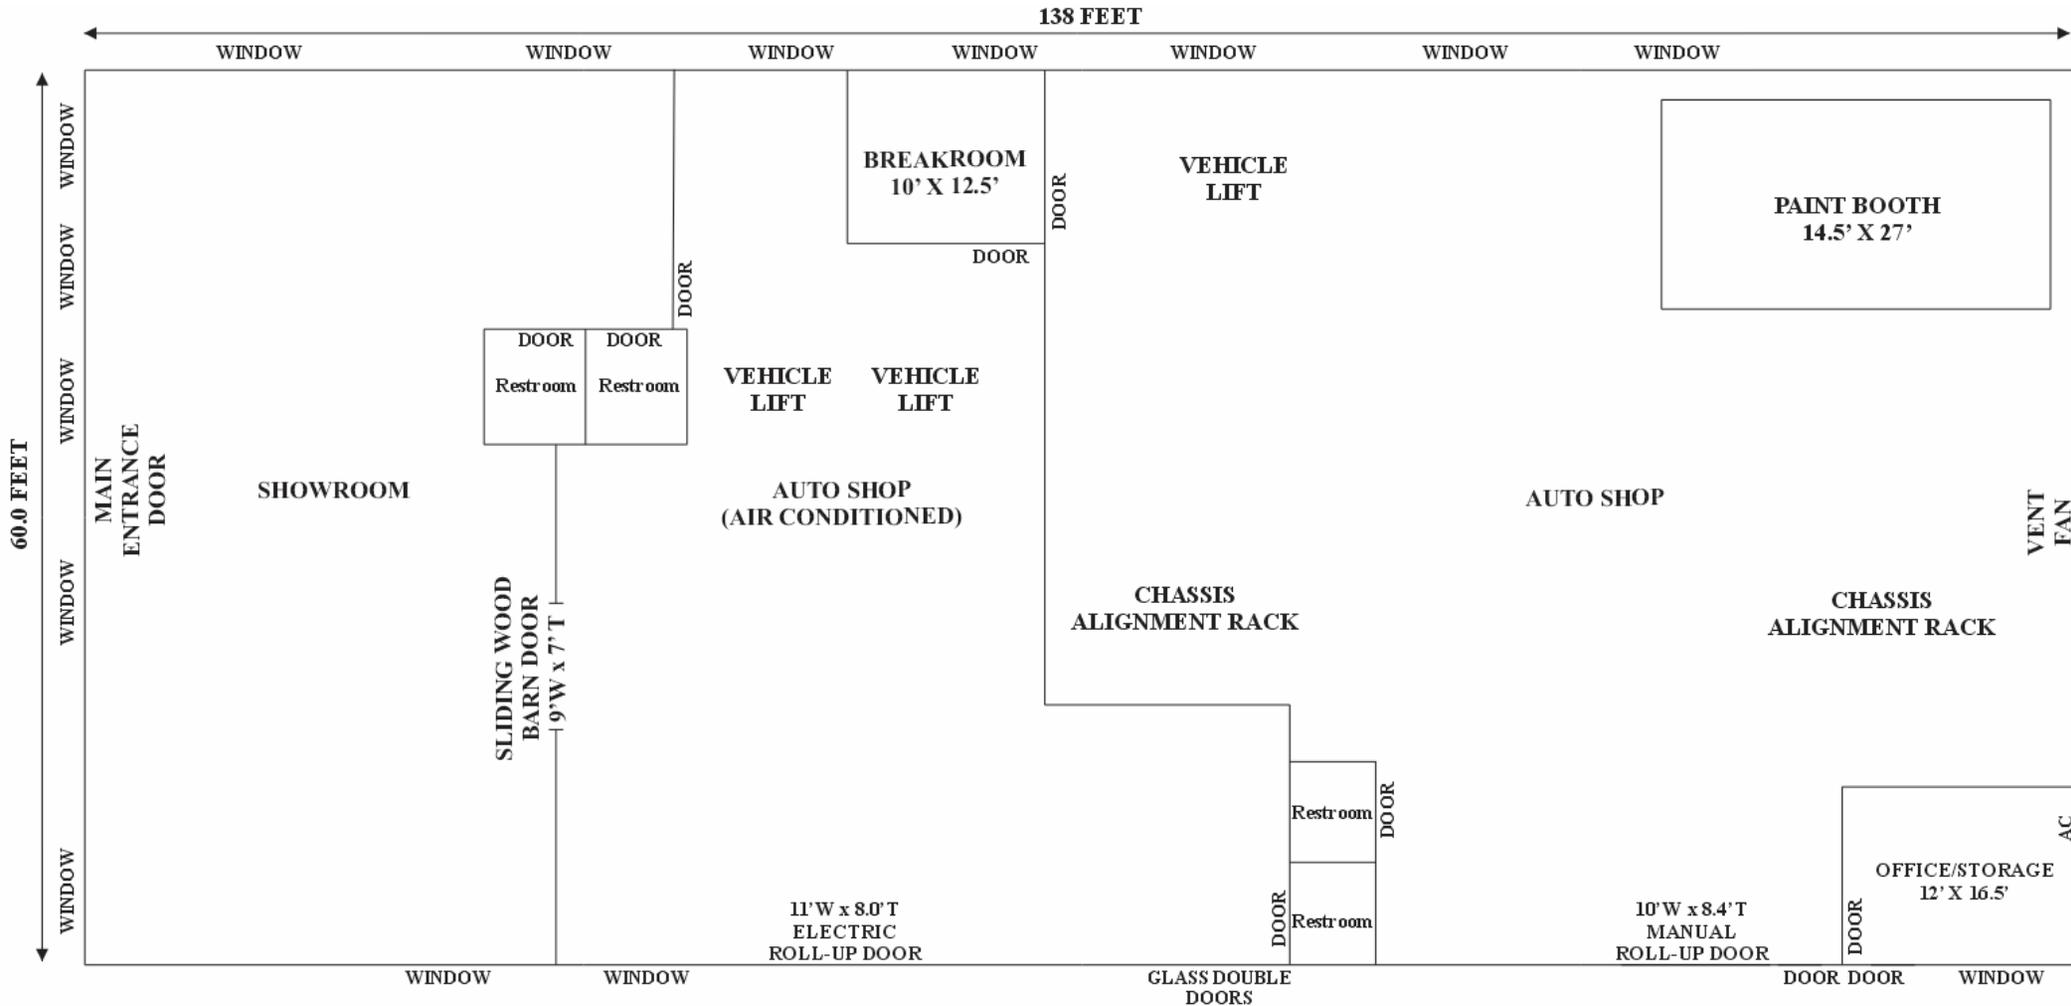 138 FEET
WINDOW
WINDOW
WINDOW
WINDOW
WINDOW
WINDOW
WINDOW
WINDOW
WINDOW
WINDOW
WINDOW
WINDOW
60.0 FEET
MAIN
ENTRANCE
DOOR
SHOWROOM
DOOR
DOOR
DOOR
Restroom
Restroom
SLIDING WOOD
BARN DOOR
9'W x 7' T
BREAKROOM
10' X 12.5'
DOOR
DOOR
VEHICLE
LIFT
VEHICLE
LIFT
AUTO SHOP
(AIR CONDITIONED)
11'W x 8.0'T
ELECTRIC
ROLL-UP DOOR
VEHICLE
LIFT
PAINT BOOTH
14.5' X 27'
AUTO SHOP
VENT
FAN
CHASSIS
ALIGNMENT RACK
CHASSIS
ALIGNMENT RACK
Restroom
DOOR
Restroom
DOOR
10'W x 8.4'T
MANUAL
ROLL-UP DOOR
AC
OFFICE/STORAGE
12' X 16.5'
DOOR
WINDOW
WINDOW
GLASS DOUBLE
DOORS
DOOR
DOOR
WINDOW